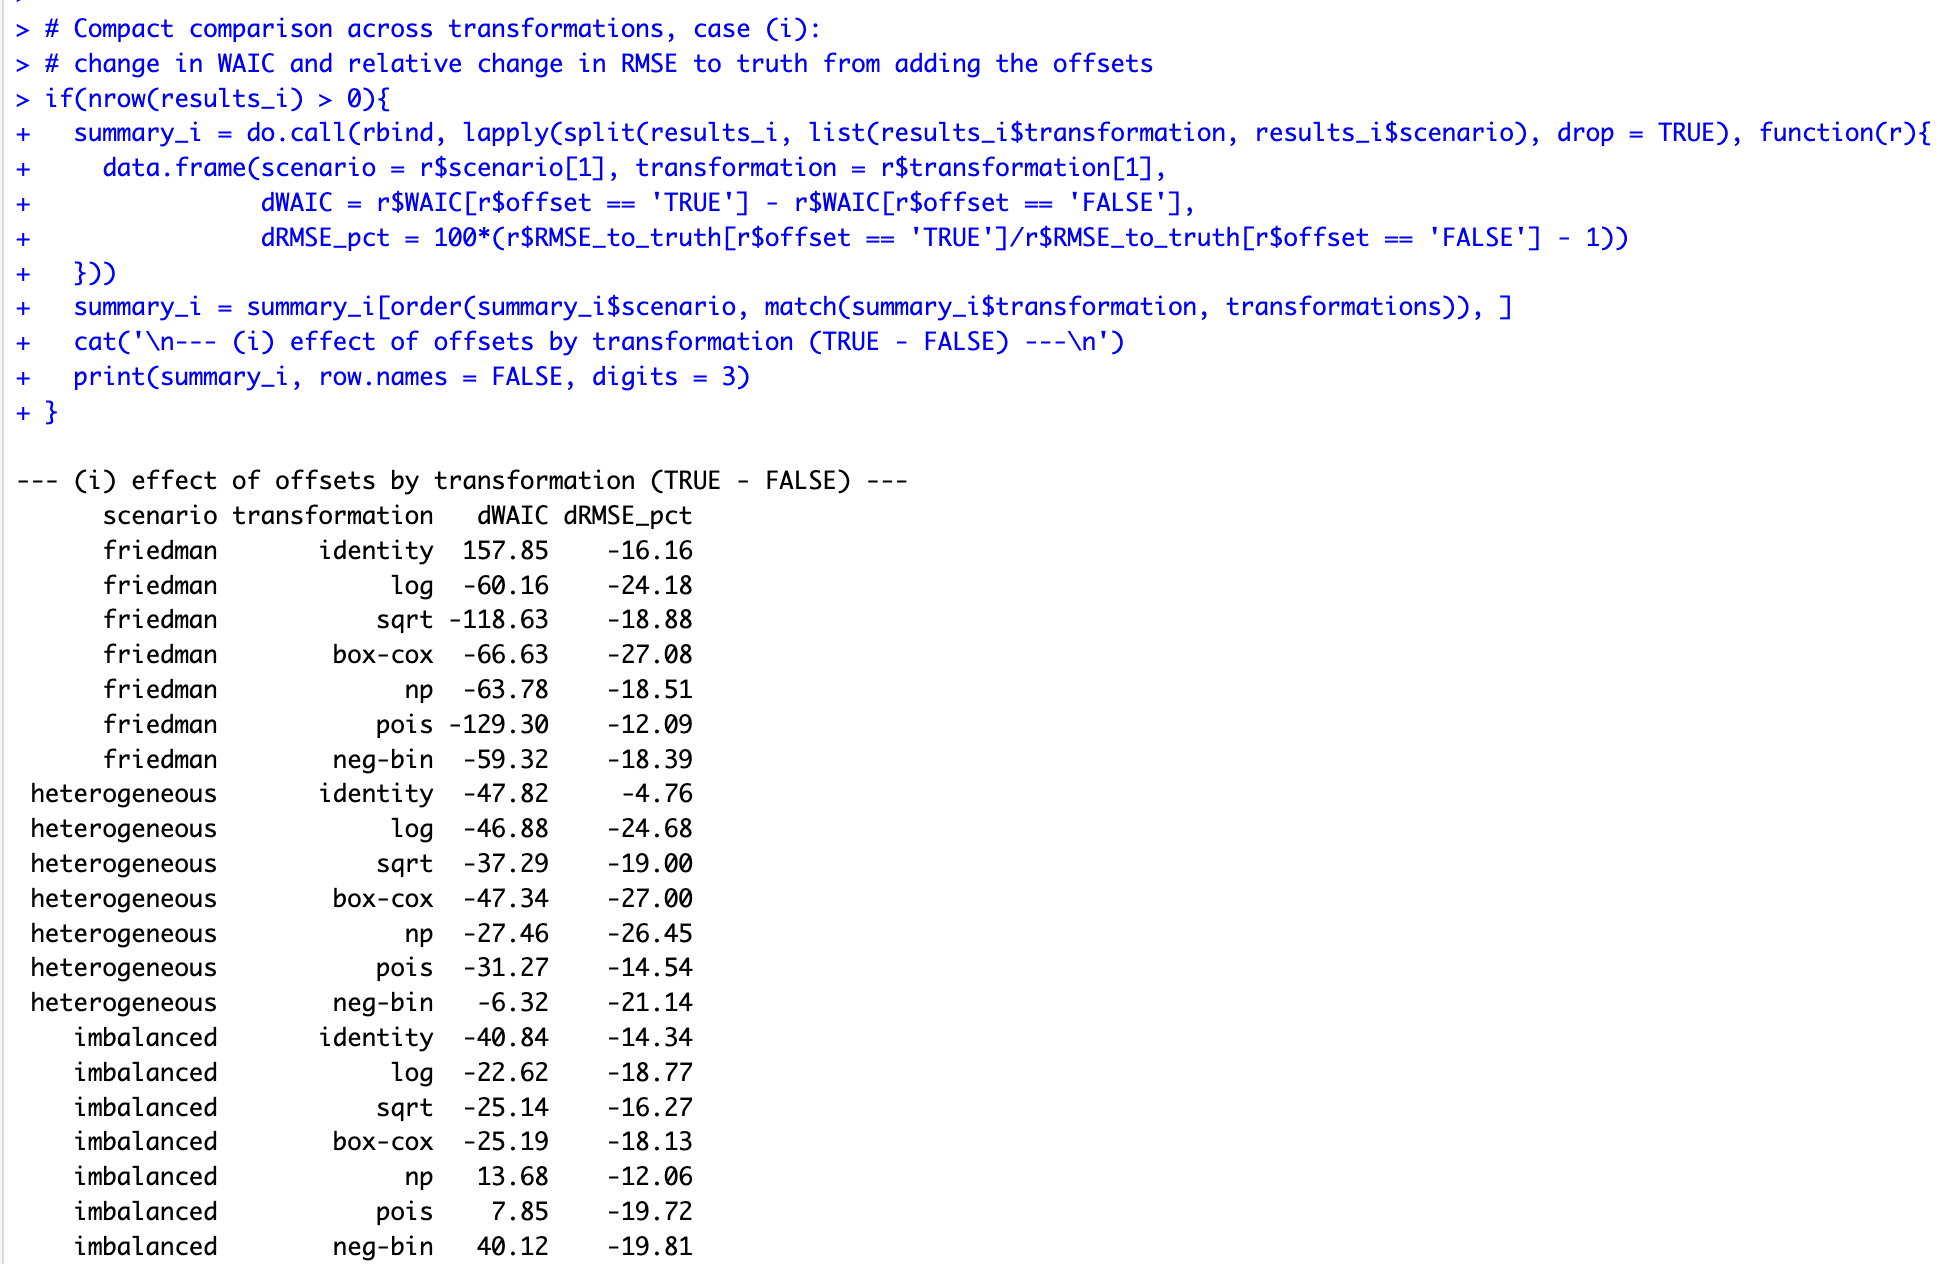 > # Compact comparison across transformations, case (i):
> # change in WAIC and relative change in RMSE to truth from adding the offsets
> if(nrow(results_i) > 0){
+   summary_i = do.call(rbind, lapply(split(results_i, list(results_i$transformation, results_i$scenario), drop = TRUE), function(r){
+     data.frame(scenario = r$scenario[1], transformation = r$transformation[1],
+                dWAIC = r$WAIC[r$offset == 'TRUE'] - r$WAIC[r$offset == 'FALSE'],
+                dRMSE_pct = 100*(r$RMSE_to_truth[r$offset == 'TRUE']/r$RMSE_to_truth[r$offset == 'FALSE'] - 1))
+   }))
+   summary_i = summary_i[order(summary_i$scenario, match(summary_i$transformation, transformations)), ]
+   cat('\n--- (i) effect of offsets by transformation (TRUE - FALSE) ---\n')
+   print(summary_i, row.names = FALSE, digits = 3)
+ }

--- (i) effect of offsets by transformation (TRUE - FALSE) ---
      scenario transformation   dWAIC dRMSE_pct
      friedman       identity  157.85    -16.16
      friedman            log  -60.16    -24.18
      friedman           sqrt -118.63    -18.88
      friedman        box-cox  -66.63    -27.08
      friedman             np  -63.78    -18.51
      friedman           pois -129.30    -12.09
      friedman        neg-bin  -59.32    -18.39
 heterogeneous       identity  -47.82     -4.76
 heterogeneous            log  -46.88    -24.68
 heterogeneous           sqrt  -37.29    -19.00
 heterogeneous        box-cox  -47.34    -27.00
 heterogeneous             np  -27.46    -26.45
 heterogeneous           pois  -31.27    -14.54
 heterogeneous        neg-bin   -6.32    -21.14
    imbalanced       identity  -40.84    -14.34
    imbalanced            log  -22.62    -18.77
    imbalanced           sqrt  -25.14    -16.27
    imbalanced        box-cox  -25.19    -18.13
    imbalanced             np   13.68    -12.06
    imbalanced           pois    7.85    -19.72
    imbalanced        neg-bin   40.12    -19.81